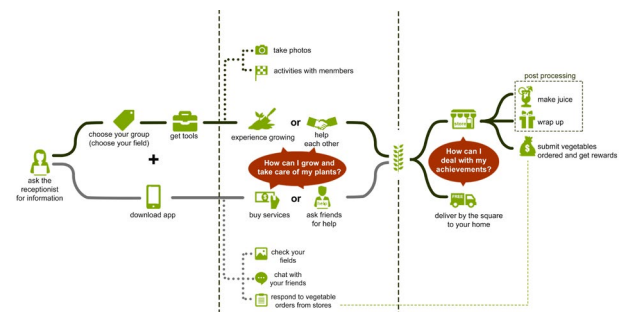 take photos
activities with menmbers
choose your group
(choose your field)
get tools
experience growing
or
help
each other
ask the
receptionist
for information
+
How can I grow and
take care of my plants?
download app
buy services
or
ask friends
for help
check your
fields
chat with
your friends
respond to vegetable
orders from stores
How can I
deal with my
achievements?
FREE
deliver by the square
to your home
post processing
make juice
wrap up
submit vegetables
ordered and get rewards